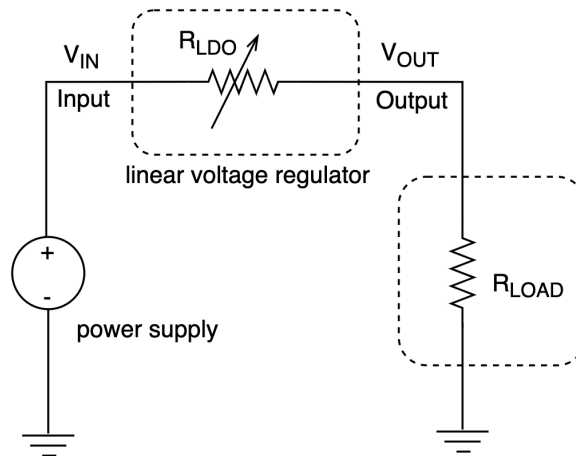 R_LDO
V_IN
V_OUT
Input
Output
linear voltage regulator
+
-
R_LOAD
power supply